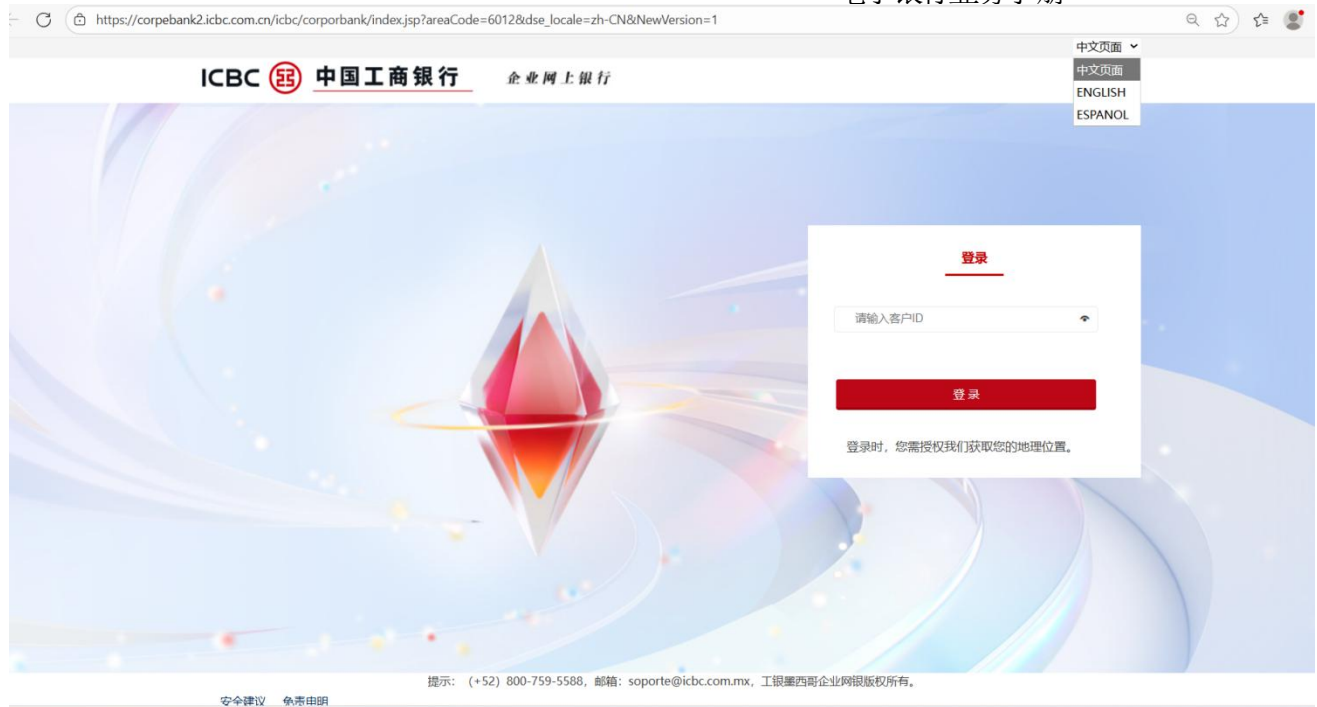 https://corpebank2.icbc.com.cn/icbc/corporbank/index.jsp?areaCode=6012&dse_locale=zh-CN&NewVersion=1
中文页面
ICBC 中国工商银行 企业网上银行
中文页面
ENGLISH
ESPANOL
登录
请输入客户ID
登 录
登录时，您需授权我们获取您的地理位置。
提示： (+52) 800-759-5588，邮箱：soporte@icbc.com.mx，工银墨西哥企业网银版权所有。
安全建议 免责申明